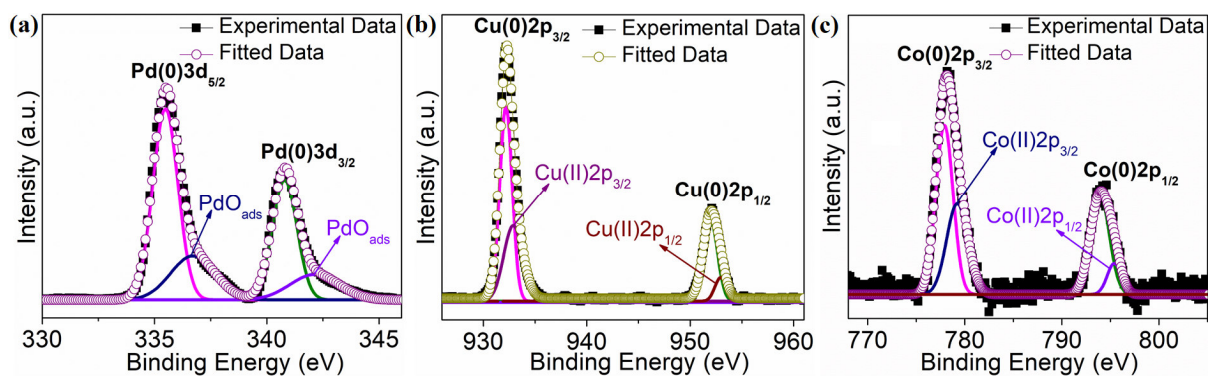 (a)
Experimental Data
Fitted Data
Pd(0)3d5/2
Pd(0)3d3/2
PdOads
PdOads
Intensity (a.u.)
330 335 340 345
Binding Energy (eV)
(b)
Cu(0)2p3/2
Experimental Data
Fitted Data
Cu(II)2p3/2
Cu(0)2p1/2
Cu(II)2p1/2
Intensity (a.u.)
930 940 950 960
Binding Energy (eV)
(c)
Experimental Data
Fitted Data
Co(0)2p3/2
Co(II)2p3/2
Co(0)2p1/2
Co(II)2p1/2
Intensity (a.u.)
770 780 790 800
Binding Energy (eV)